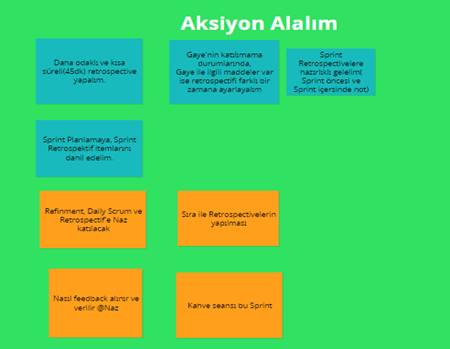 Aksiyon Alalım
Daha odaklı ve kısa
süreli(45dk) retrospective
yapalım.
Gaye'nin katılmama
durumlarında,
Gaye ile ilgili maddeler var
ise retrospectifi farklı bir
zamana ayarlayalım
Sprint
Retrospectivelere
hazırlıklı gelelim(
Sprint öncesi ve
Sprint içersinde not)
Sprint Planlamaya, Sprint
Retrospektif itemlarını
dahil edelim.
Refinment, Daily Scrum ve
Retrospectif'e Naz
katılacak
Sıra ile Retrospectivelerin
yapılması
Nasıl feedback alınır ve
verilir @Naz
Kahve seansı bu Sprint